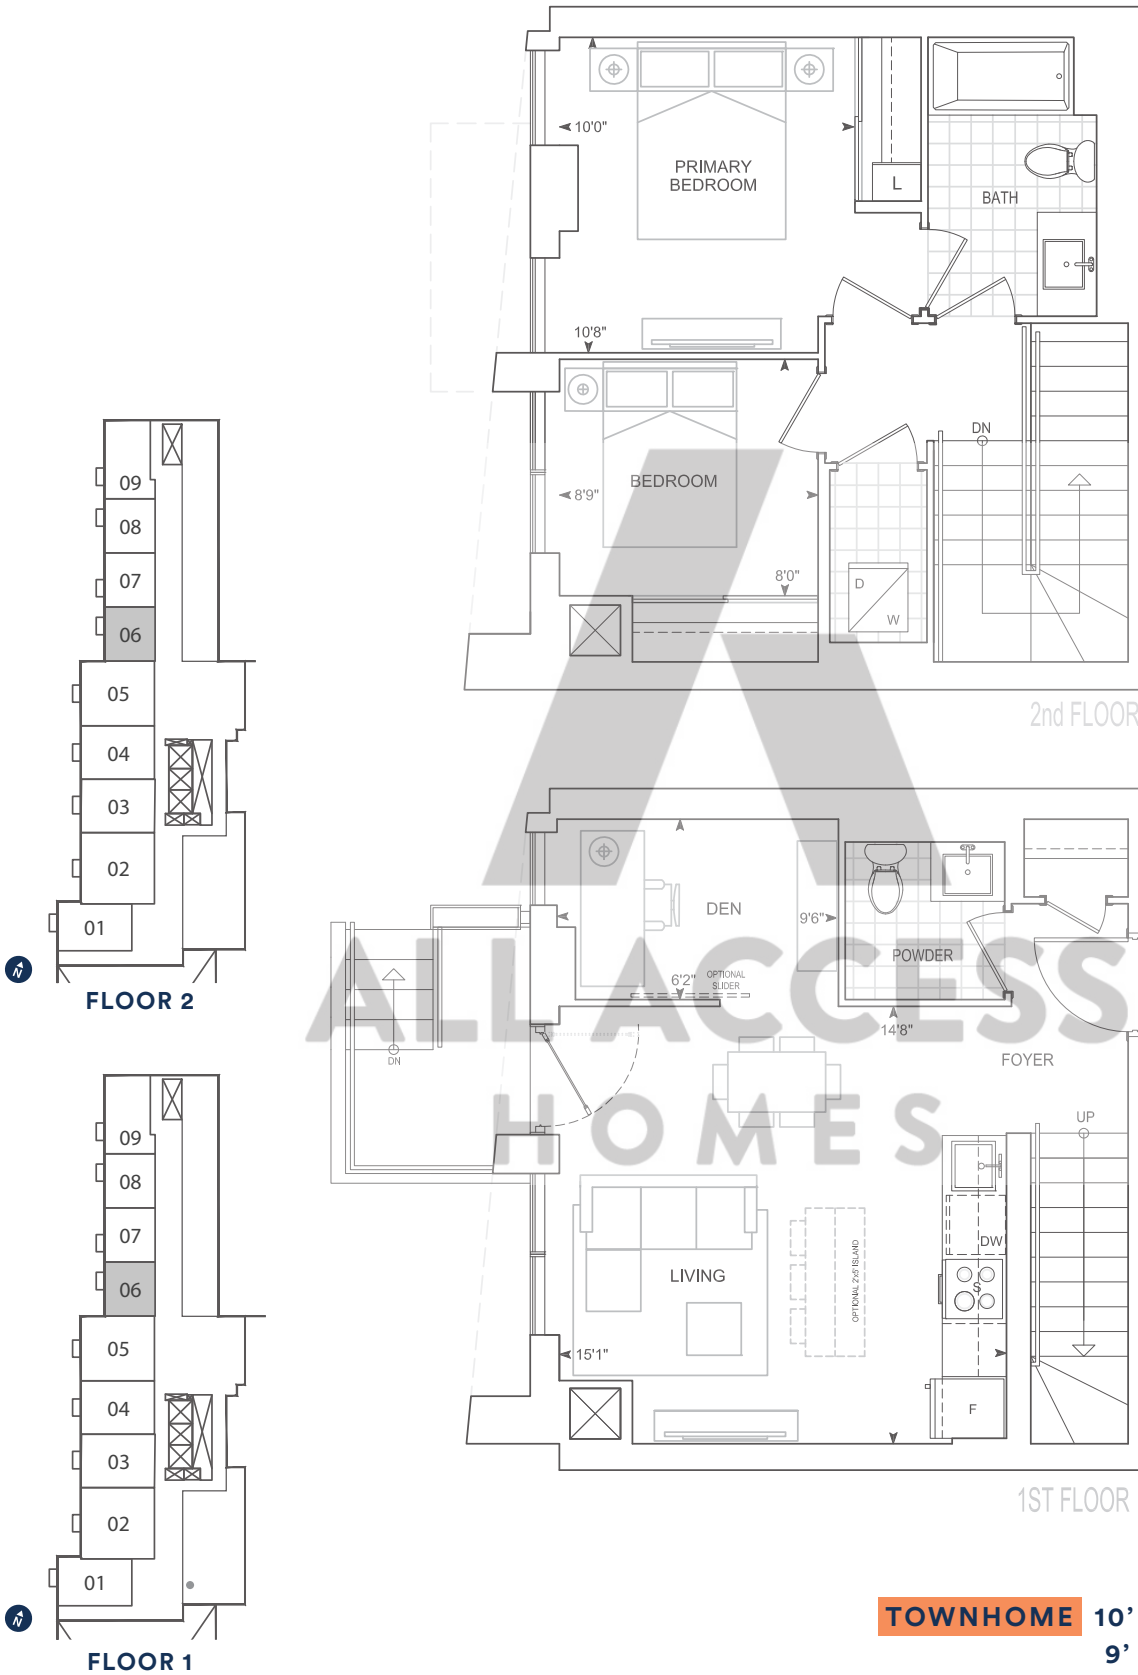 10'0"
PRIMARY
BEDROOM
L
BATH
10'8"
BEDROOM
8'9"
8'0"
D
W
DN
2nd FLOOR
09
08
07
06
05
04
03
02
01
N
FLOOR 2
DEN
9'6"
6'2"
OPTIONAL
SLIDER
POWDER
14'8"
FOYER
DN
UP
ALL ACCESS
HOMES
LIVING
OPTIONAL 2'x5' ISLAND
DW
S
F
15'1"
1ST FLOOR
09
08
07
06
05
04
03
02
01
N
FLOOR 1
TOWNHOME 10'
9'